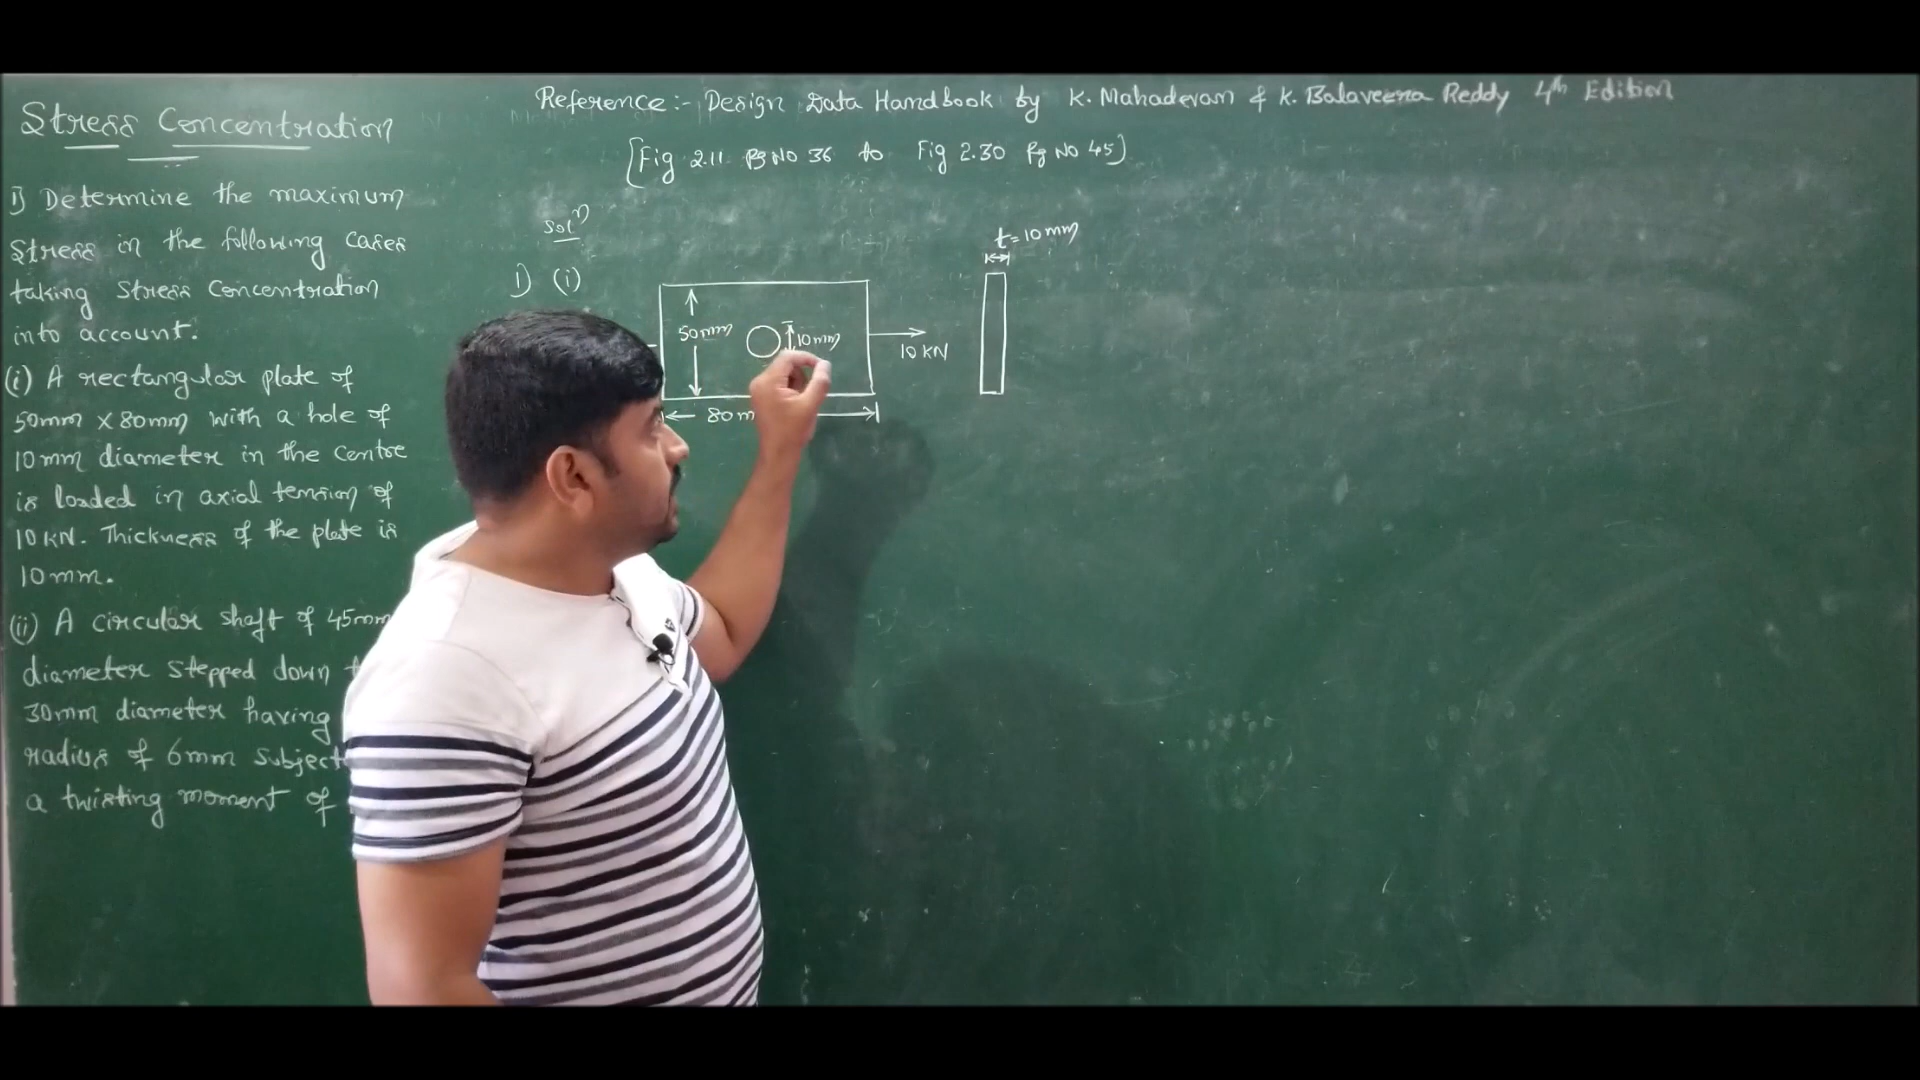 Stress Concentration
1) Determine the maximum
stress in the following cases
taking stress concentration
into account.
(i) A rectangular plate of
50mm x 80mm with a hole of
10mm diameter in the centre
is loaded in axial tension of
10 KN. Thickness of the plate is
10mm.
(ii) A circular shaft of 45mm
diameter stepped down
30mm diameter having
radius of 6mm subject
a twisting moment of
Reference:- Design Data Handbook by K. Mahadevan & K. Balaveena Reddy 4th Edition
[Fig 2.11 Pg No 36 to Fig 2.30 Pg No 45]
Soln
1) (i)
50mm
10mm
10 KN
80 m
t = 10mm